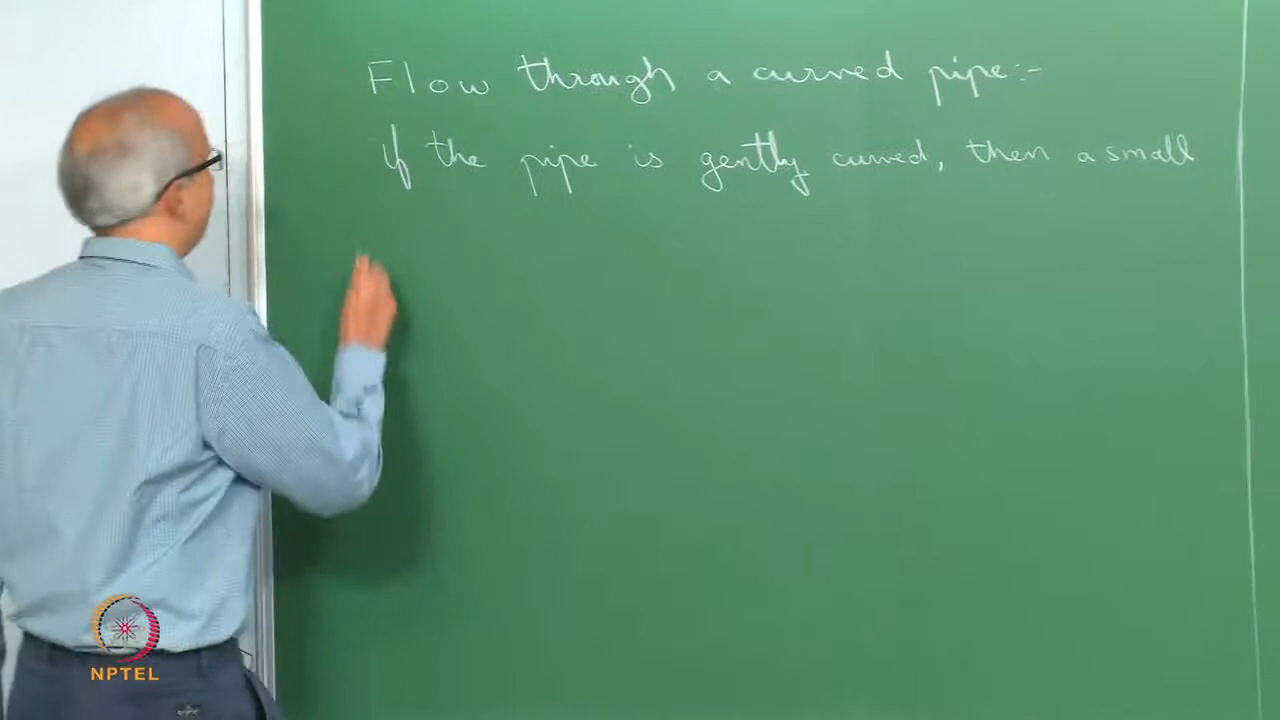 Flow through a curved pipe:-
if the pipe is gently curved, then a small
NPTEL